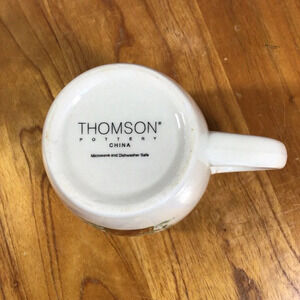 THOMSON®
POTTERY
CHINA
Microwave and Dishwasher Safe